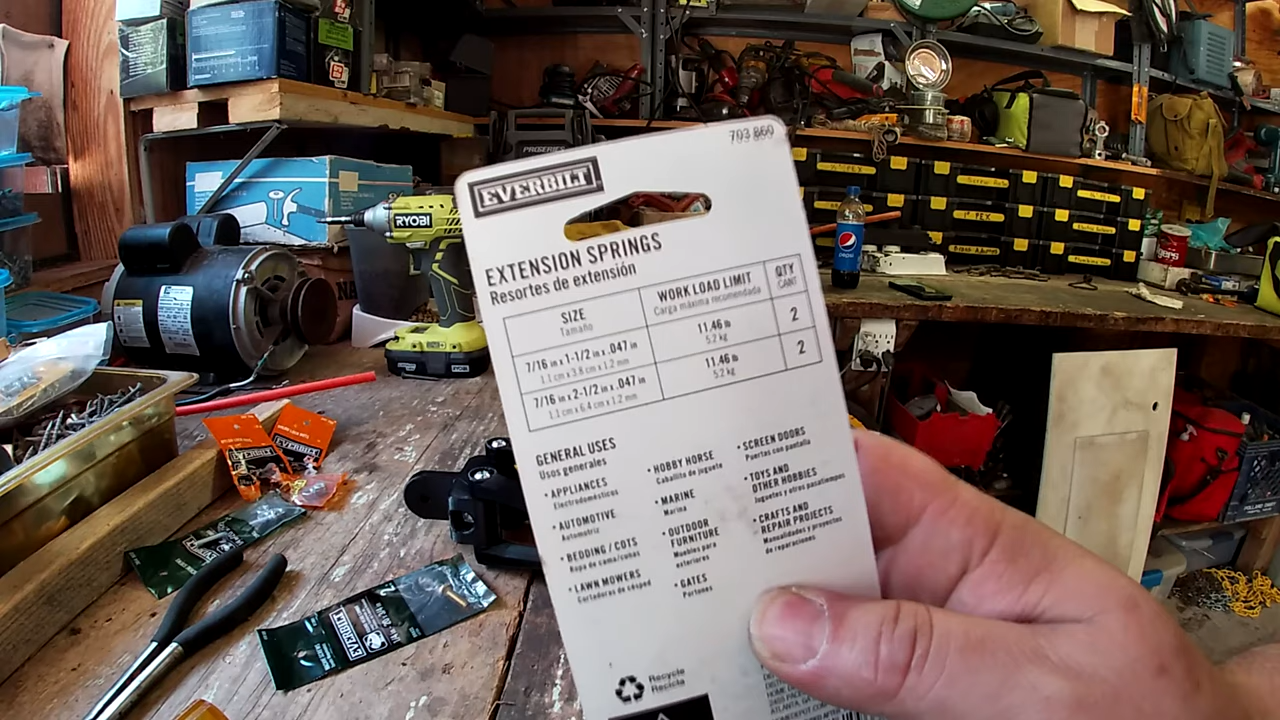 703 860
EVERBILT
EXTENSION SPRINGS
Resortes de extensión
SIZE
Tamaño
WORK LOAD LIMIT
Carga máxima recomendada
QTY
CANT
7/16 in x 1-1/2 in x .047 in
1.1 cm x 3.8 cm x 1.2 mm
11.46 lb
5.2 kg
2
7/16 in x 2-1/2 in x .047 in
1.1 cm x 6.4 cm x 1.2 mm
11.46 lb
5.2 kg
2
GENERAL USES
Usos generales
• APPLIANCES
Electrodomésticos
• AUTOMOTIVE
Automotriz
• BEDDING / COTS
Ropa de cama/cunas
• LAWN MOWERS
Cortadoras de césped
• HOBBY HORSE
Caballito de juguete
• MARINE
Marina
• OUTDOOR
FURNITURE
Muebles para
exteriores
• GATES
Portones
• SCREEN DOORS
Puertas con pantalla
• TOYS AND
OTHER HOBBIES
Juguetes y otros pasatiempos
• CRAFTS AND
REPAIR PROJECTS
Manualidades y proyectos
de reparaciones
Recycle
Recicla
RYOBI
PROSERIES
pepsi
1" PEX
EVERBILT
EVERBILT
EVERBILT